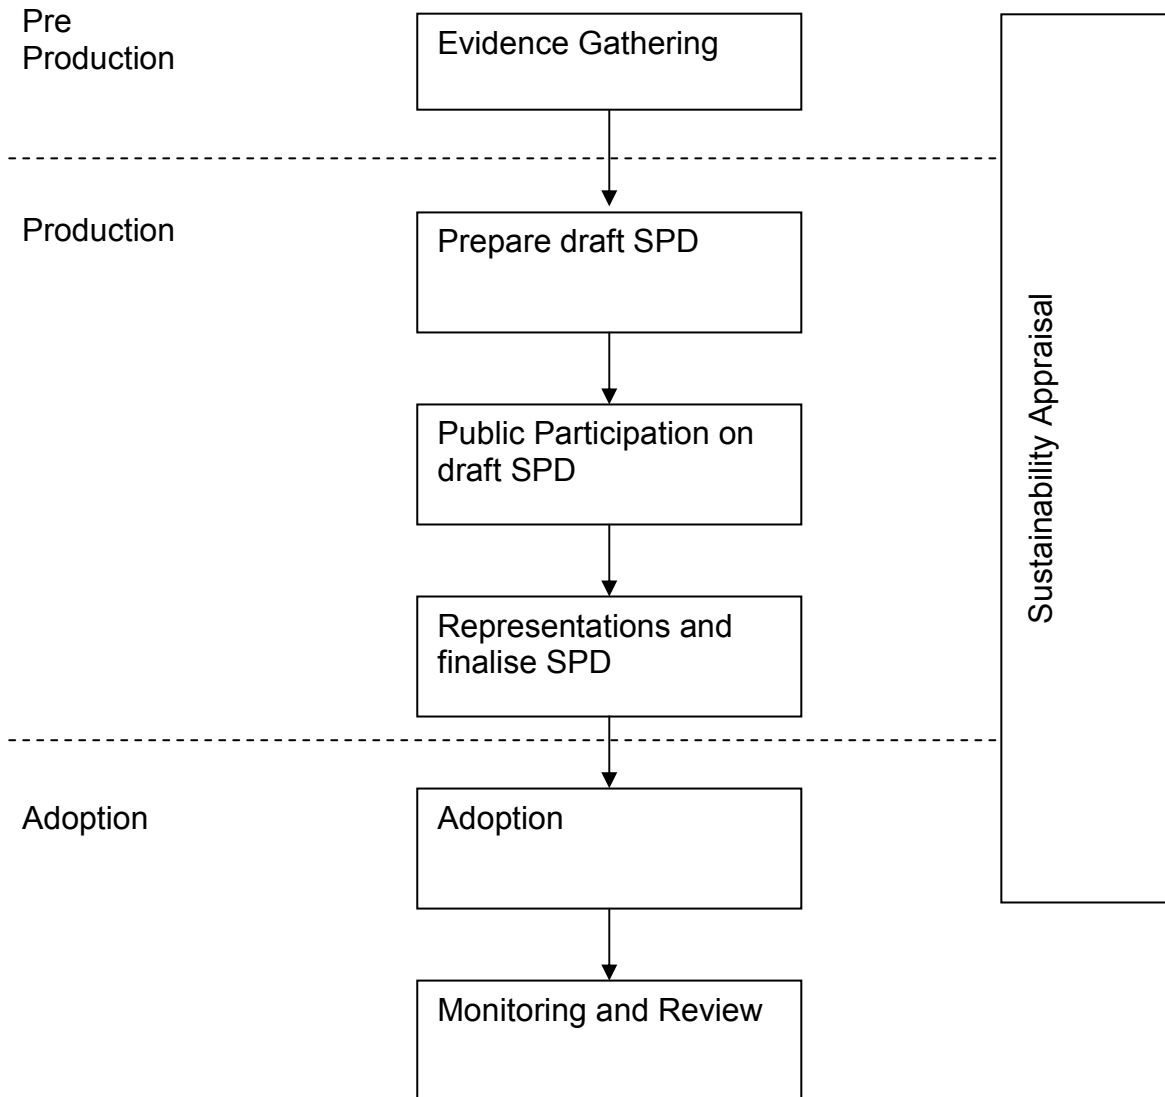 Pre
Production
Evidence Gathering
Production
Prepare draft SPD
Public Participation on
draft SPD
Representations and
finalise SPD
Adoption
Adoption
Monitoring and Review
Sustainability Appraisal